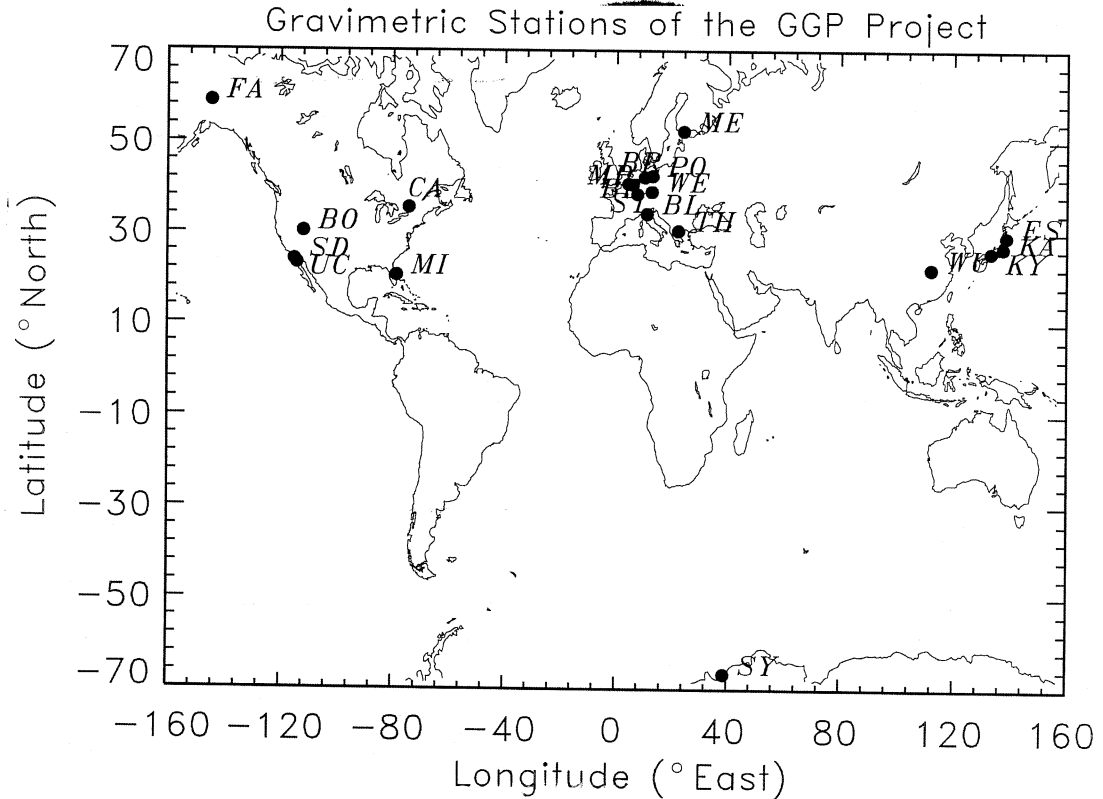 Gravimetric Stations of the GGP Project
70
50
30
10
−10
−30
−50
−70
Latitude (°North)
FA
ME
BR PO
WE
CA
BO
BL
TH
SD
UC
MI
ES
KA
KY
WU
SY
−160 −120 −80 −40 0 40 80 120 160
Longitude (°East)